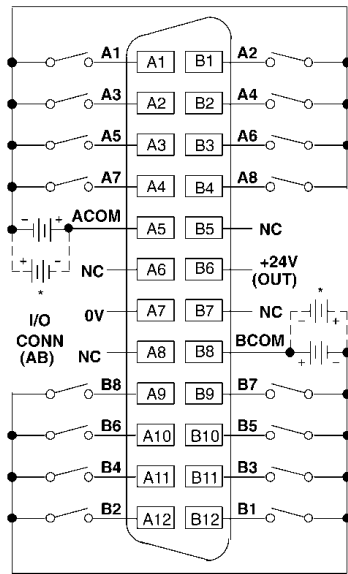 A1 A1 B1 A2
A3 A2 B2 A4
A5 A3 B3 A6
A7 A4 B4 A8
- + ACOM A5 B5 NC
+ - NC A6 B6 +24V
(OUT)
*
I/O
CONN
(AB)
0V A7 B7 NC
*
- +
NC A8 B8 BCOM
+ -
B8 A9 B9 B7
B6 A10 B10 B5
B4 A11 B11 B3
B2 A12 B12 B1